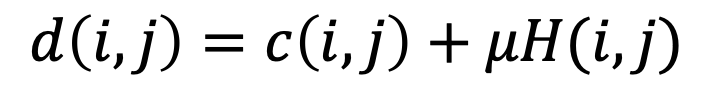 d(i,j) = c(i,j) + μH(i,j)